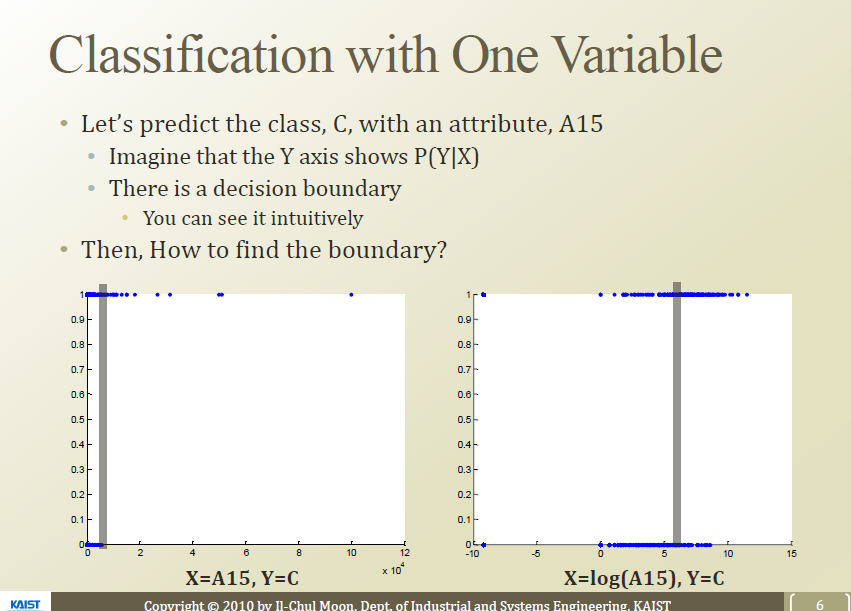 Classification with One Variable
• Let's predict the class, C, with an attribute, A15
• Imagine that the Y axis shows P(Y|X)
• There is a decision boundary
• You can see it intuitively
• Then, How to find the boundary?
1
0.9
0.8
0.7
0.6
0.5
0.4
0.3
0.2
0.1
0
0 2 4 6 8 10 12
x 10^4
X=A15, Y=C
1
0.9
0.8
0.7
0.6
0.5
0.4
0.3
0.2
0.1
0
-10 -5 0 5 10 15
X=log(A15), Y=C
KAIST
Copyright © 2010 by Il-Chul Moon, Dept. of Industrial and Systems Engineering, KAIST
6